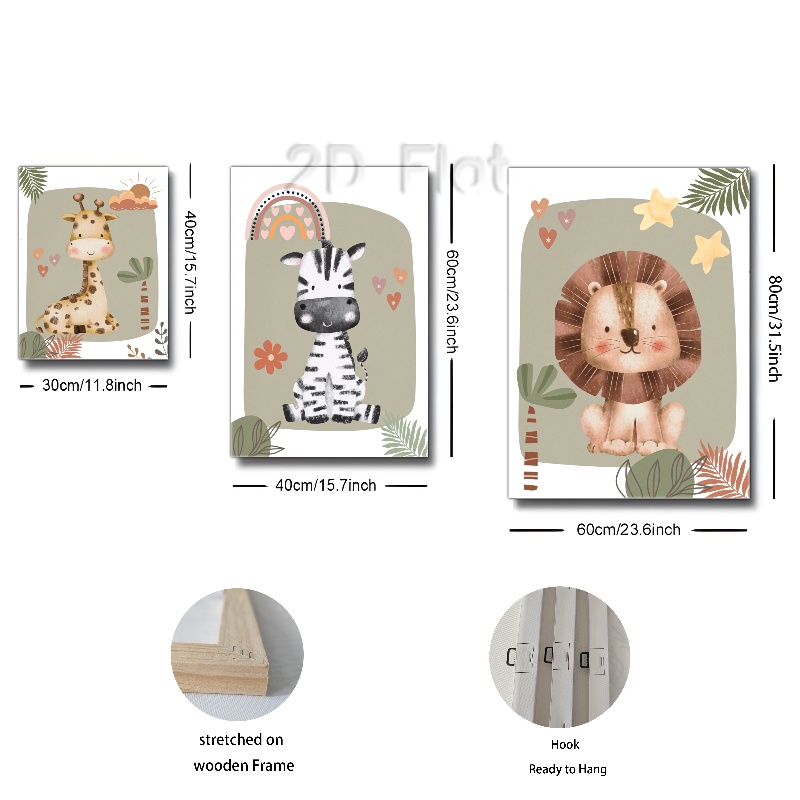 2D Flat
40cm/15.7inch
30cm/11.8inch
60cm/23.6inch
40cm/15.7inch
80cm/31.5inch
60cm/23.6inch
stretched on
wooden Frame
Hook
Ready to Hang